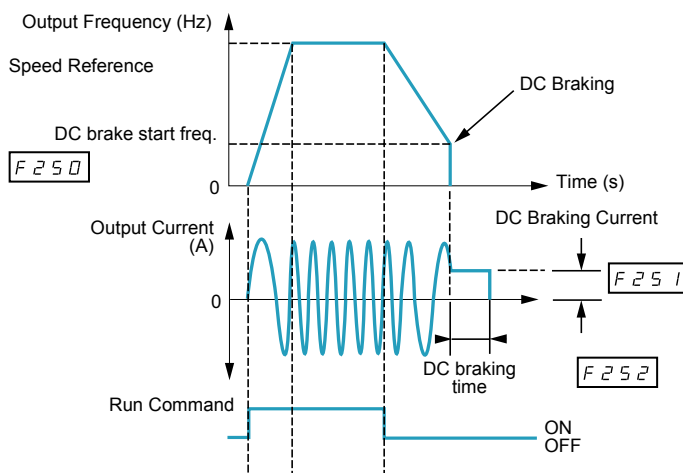 Output Frequency (Hz)
Speed Reference
DC Braking
DC brake start freq.
F250
0
Time (s)
Output Current
(A)
DC Braking Current
F251
0
DC braking
time
F252
Run Command
ON
OFF